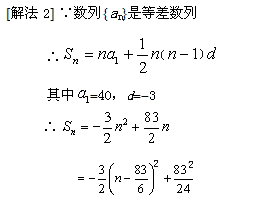 [解法 2] ∵数列{aₙ}是等差数列
∴ Sₙ = na₁ + 1/2 n(n−1)d
其中 a₁=40, d=−3
∴ Sₙ = −3/2 n² + 83/2 n
= −3/2 (n − 83/6)² + 83²/24